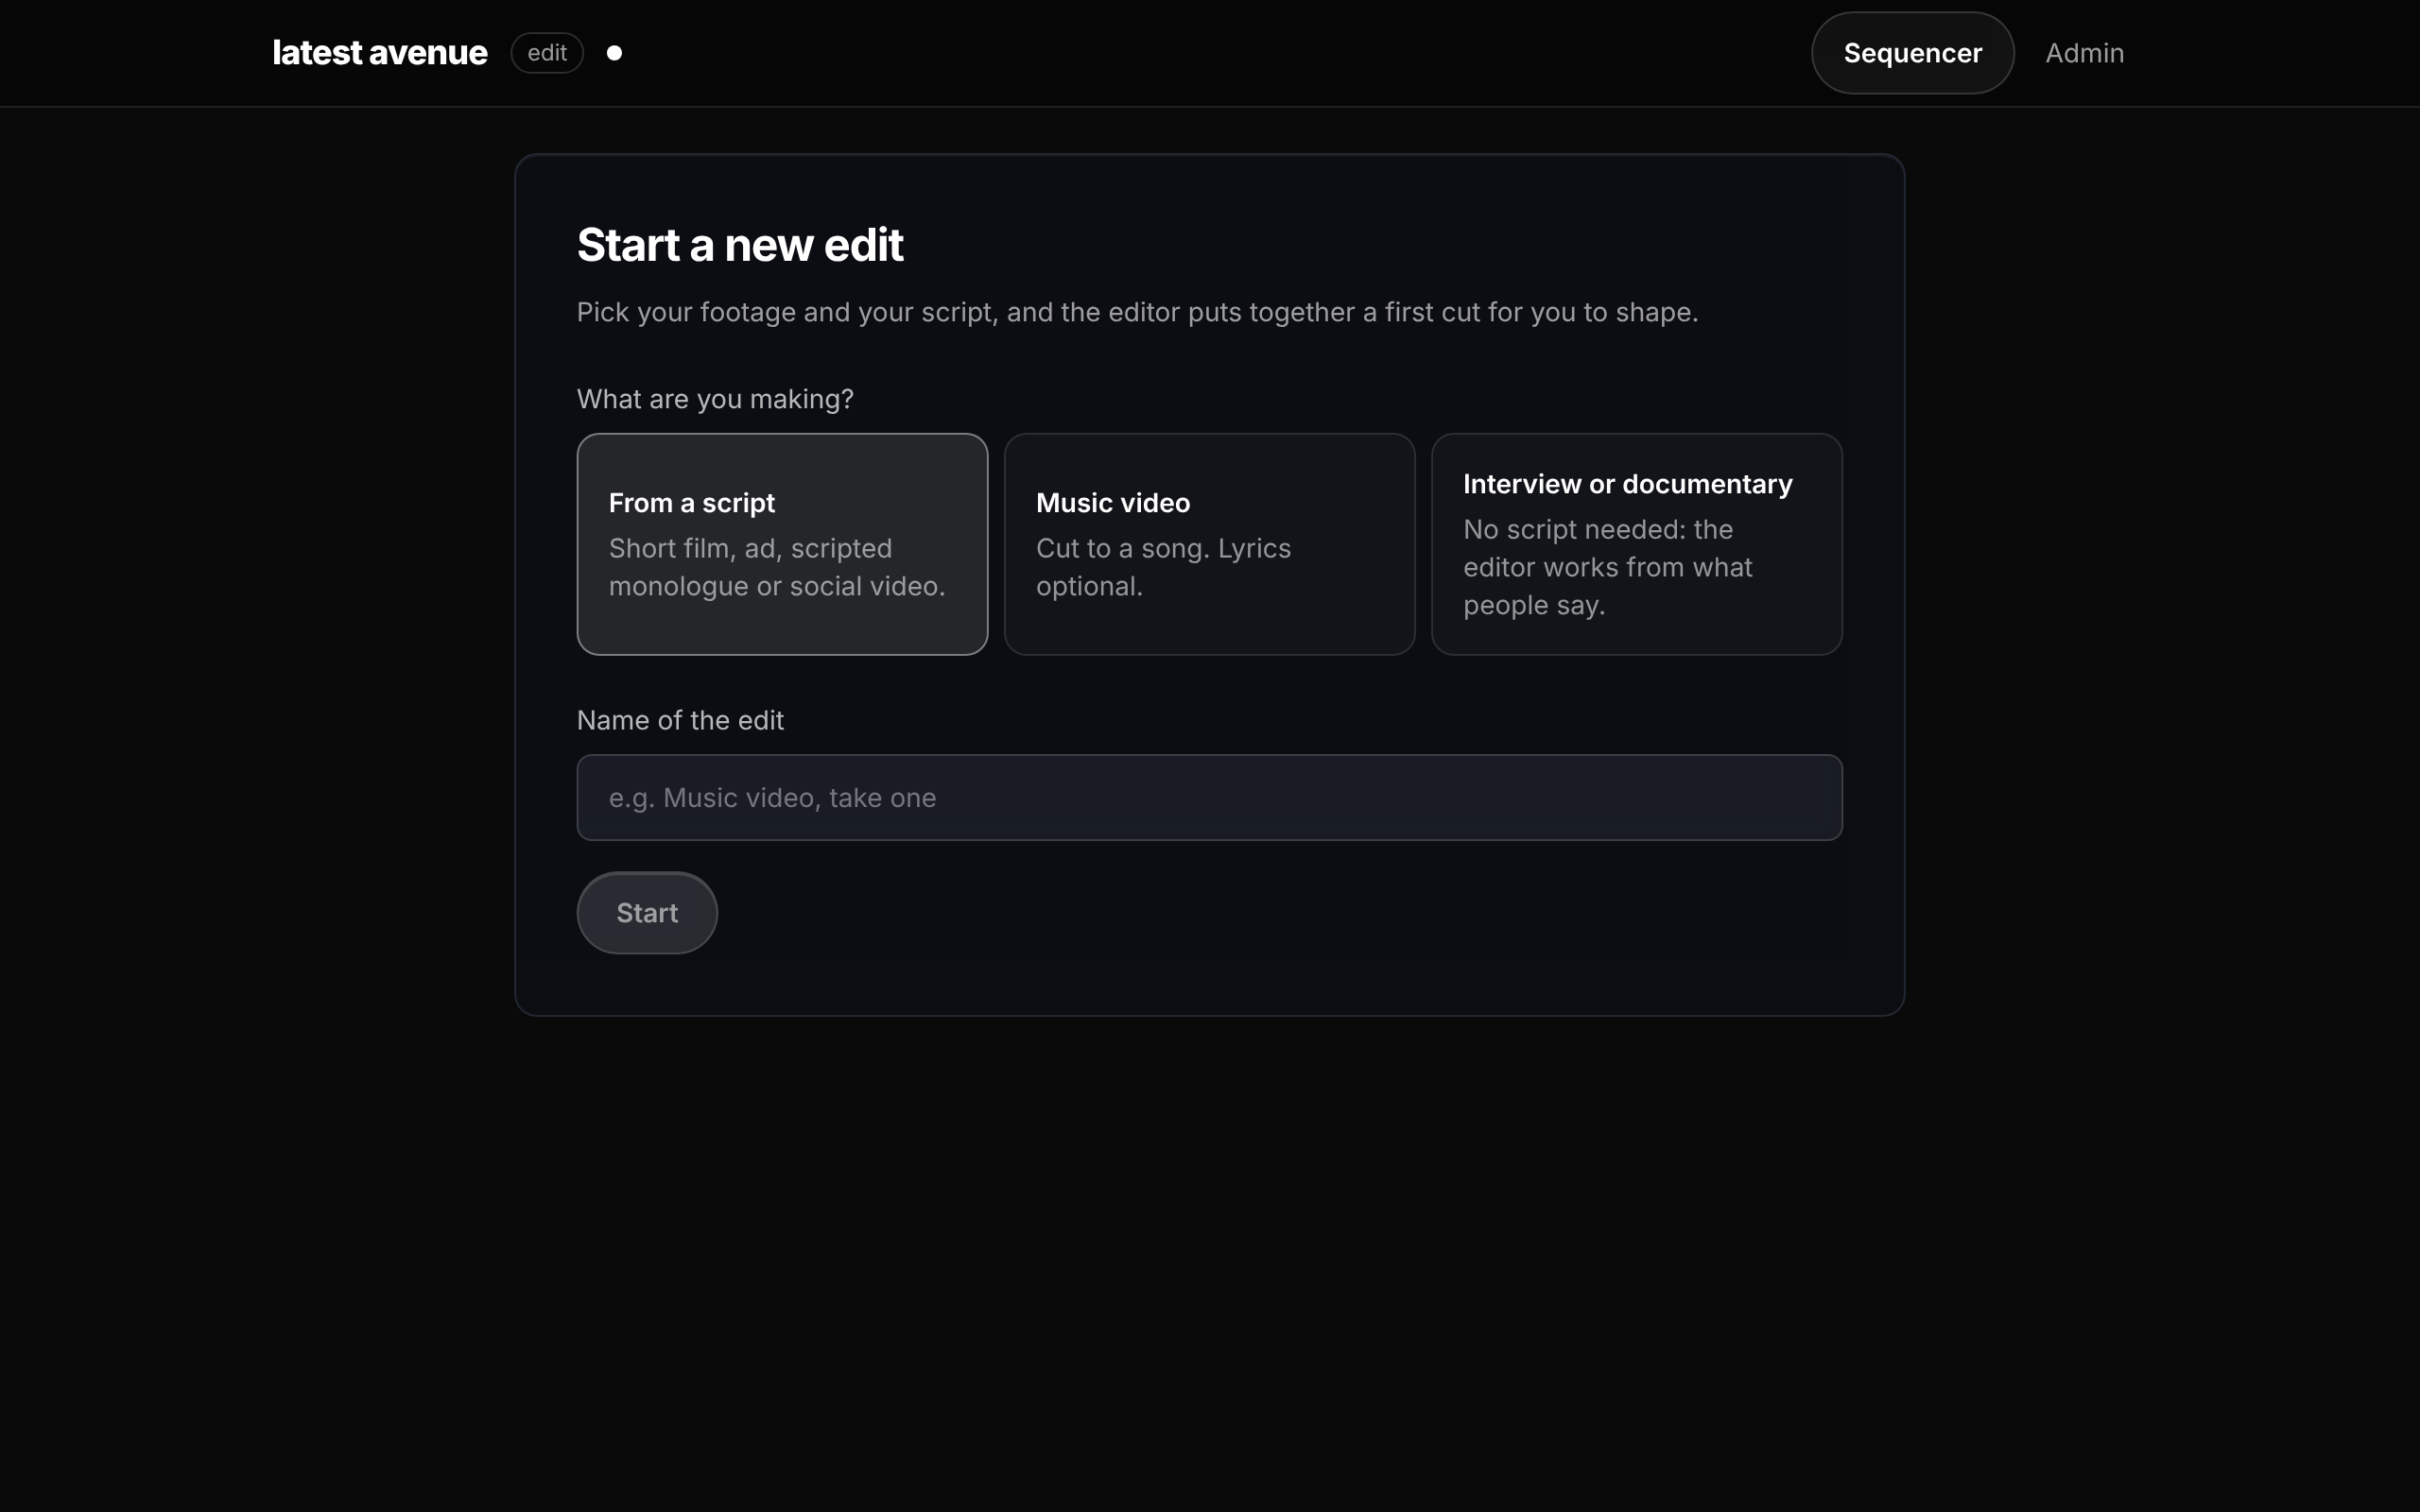 latest avenue edit Sequencer Admin
Start a new edit
Pick your footage and your script, and the editor puts together a first cut for you to shape.
What are you making?
From a script
Short film, ad, scripted
monologue or social video.
Music video
Cut to a song. Lyrics
optional.
Interview or documentary
No script needed: the
editor works from what
people say.
Name of the edit
e.g. Music video, take one
Start